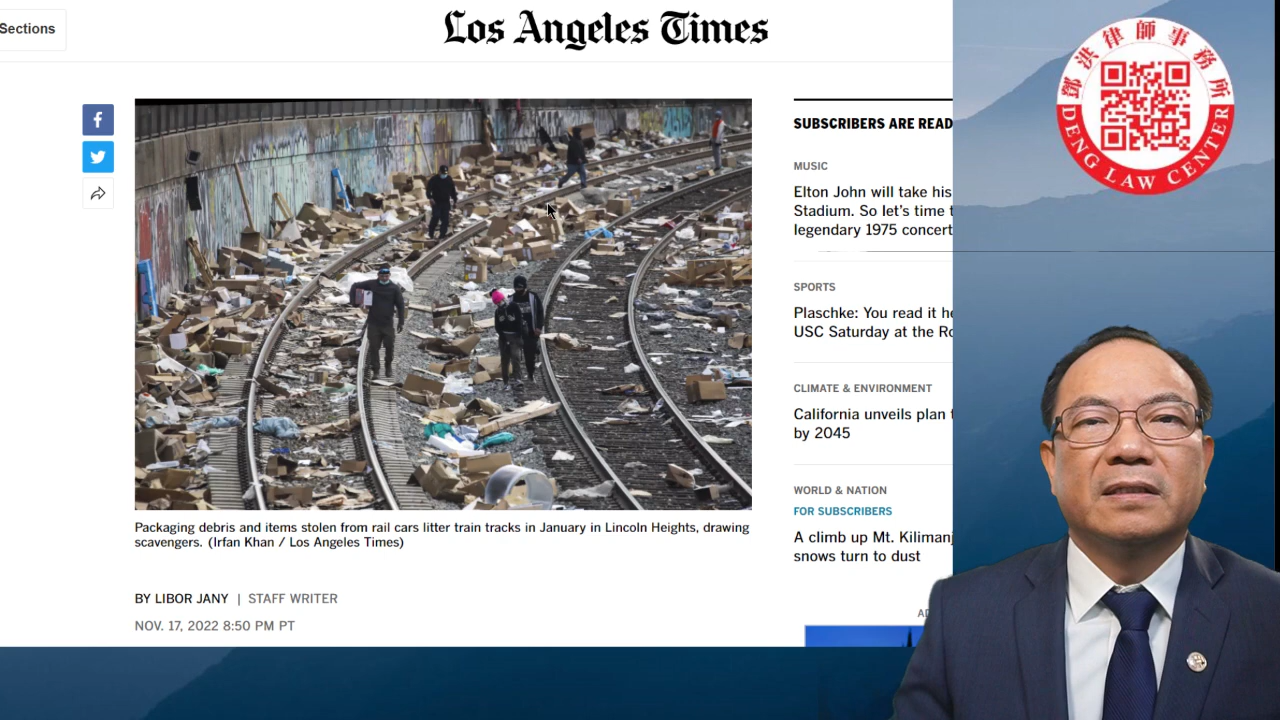 Sections
Los Angeles Times
Packaging debris and items stolen from rail cars litter train tracks in January in Lincoln Heights, drawing
scavengers. (Irfan Khan / Los Angeles Times)
BY LIBOR JANY | STAFF WRITER
NOV. 17, 2022 8:50 PM PT
SUBSCRIBERS ARE READ
MUSIC
Elton John will take his
Stadium. So let's time t
legendary 1975 concert
SPORTS
Plaschke: You read it he
USC Saturday at the Ro
CLIMATE & ENVIRONMENT
California unveils plan t
by 2045
WORLD & NATION
FOR SUBSCRIBERS
A climb up Mt. Kilimanj
snows turn to dust
AD
鄧洪律師事務所
DENG LAW CENTER